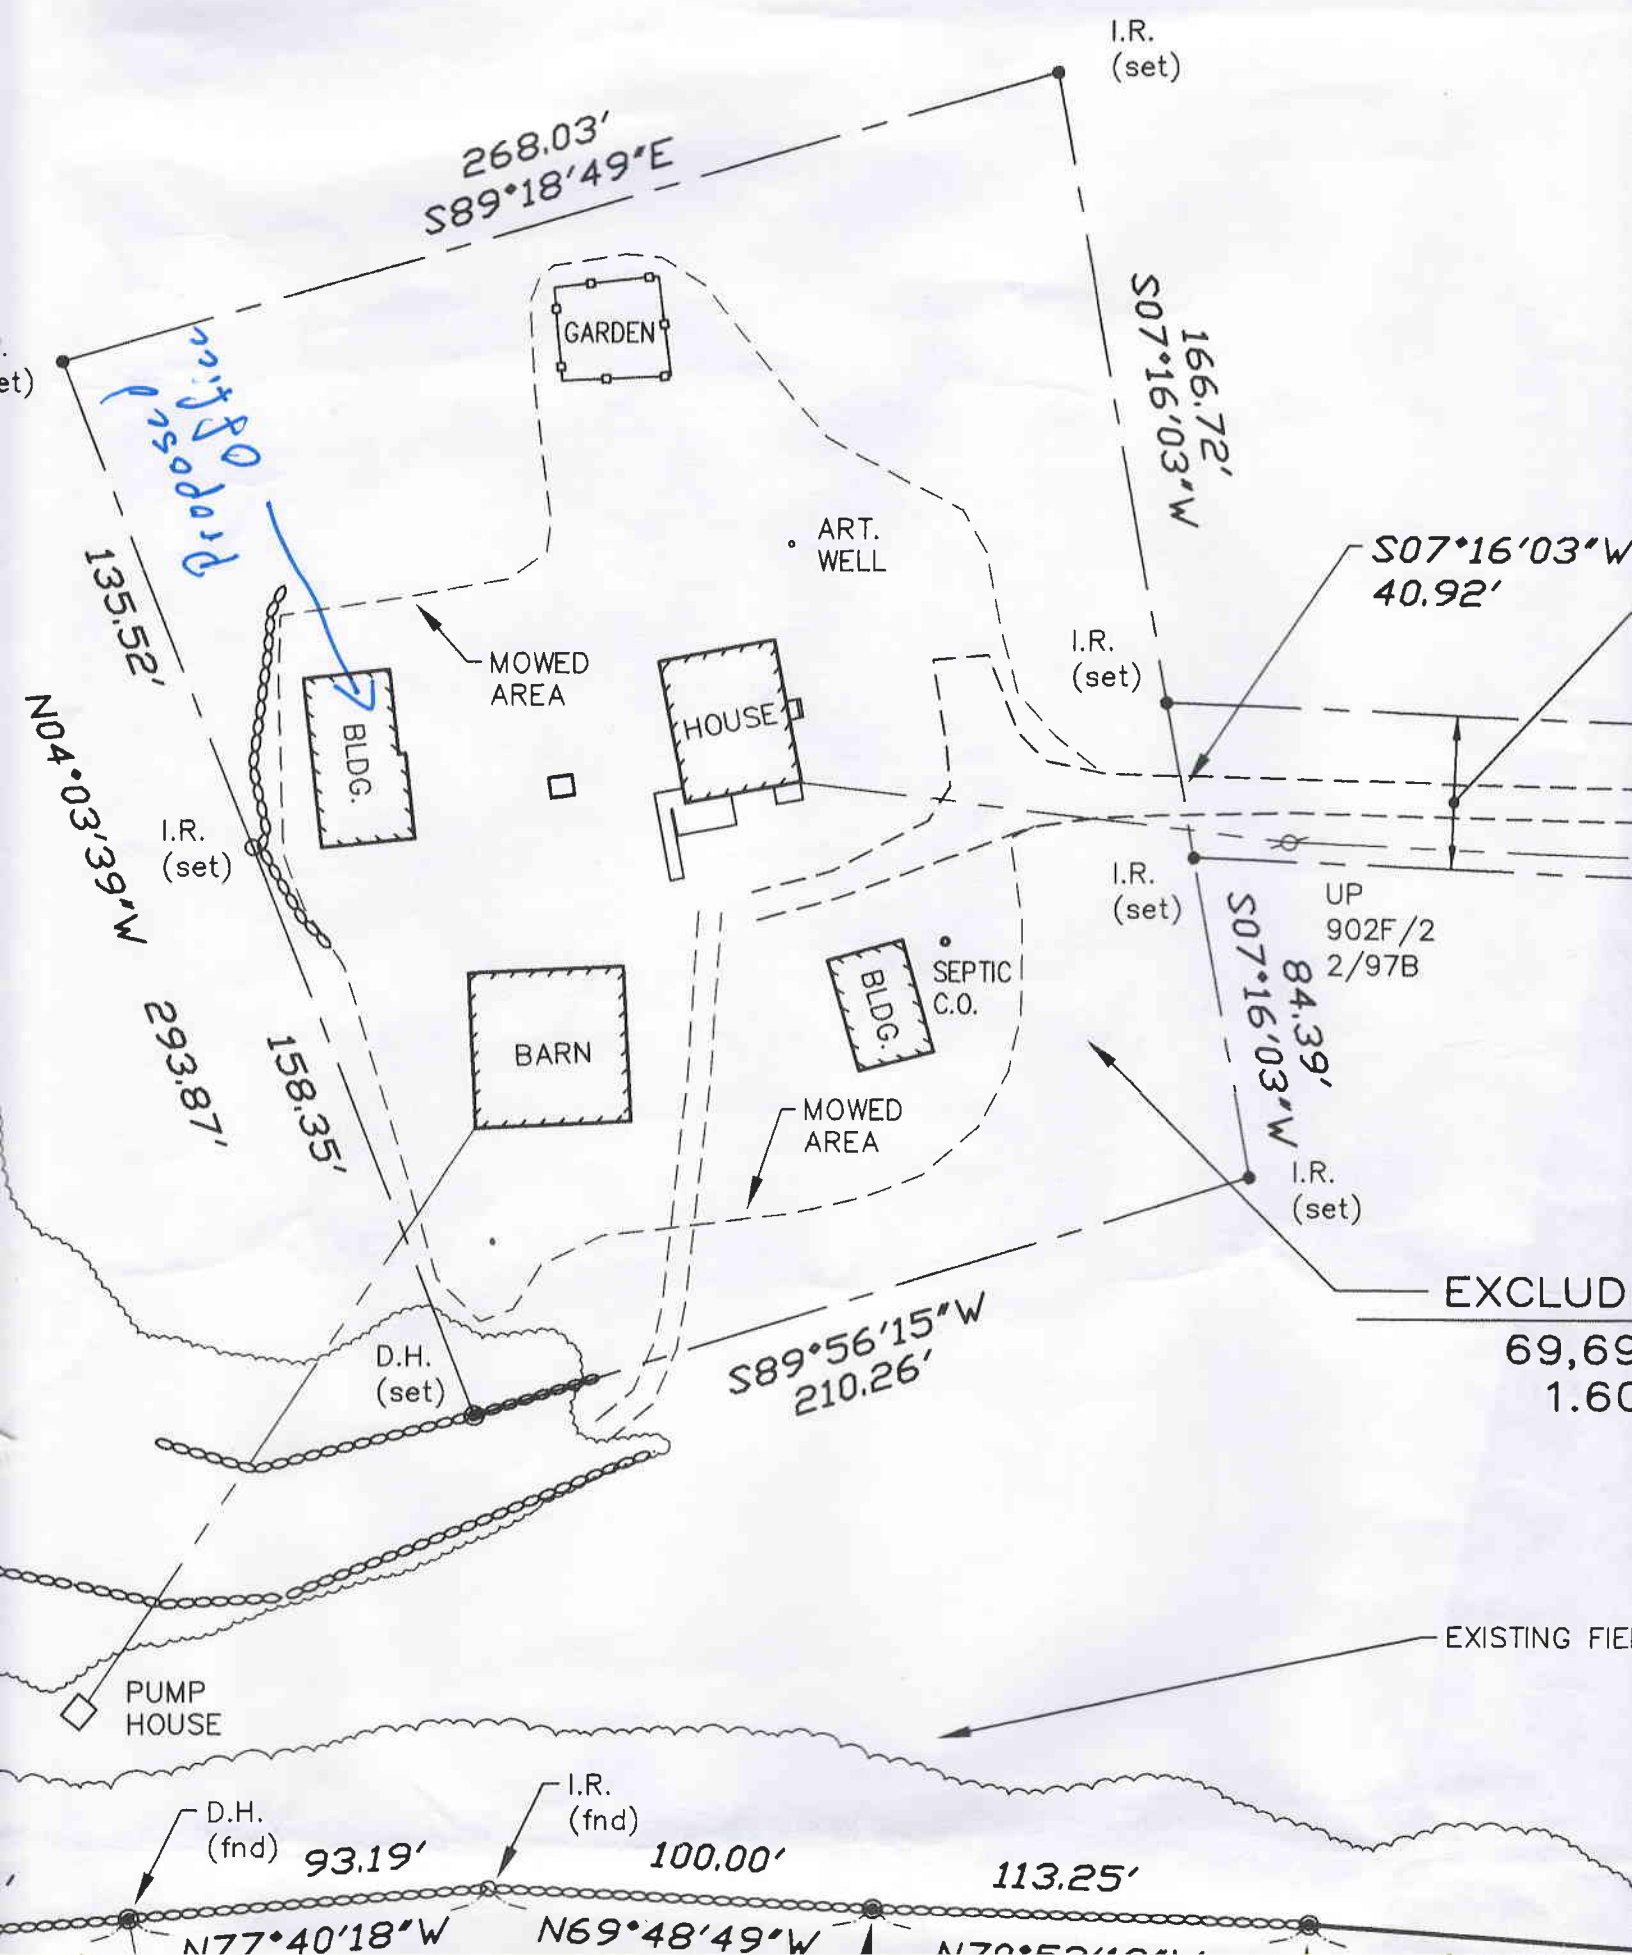 I.R.
(set)
268.03'
S89°18'49"E
et)
Proposed
Office
GARDEN
166.72'
S07°16'03"W
ART.
WELL
S07°16'03"W
40.92'
135.52'
MOWED
AREA
I.R.
(set)
HOUSE
BLDG.
N04°03'39"W
293.87'
I.R.
(set)
I.R.
(set)
UP
902F/2
2/97B
SEPTIC
C.O.
BLDG.
84.39'
S07°16'03"W
158.35'
BARN
MOWED
AREA
I.R.
(set)
EXCLUD
69,69
1.60
S89°56'15"W
210.26'
D.H.
(set)
EXISTING FIE
PUMP
HOUSE
I.R.
(fnd)
D.H.
(fnd)
93.19'
100.00'
113.25'
N77°40'18"W
N69°48'49"W